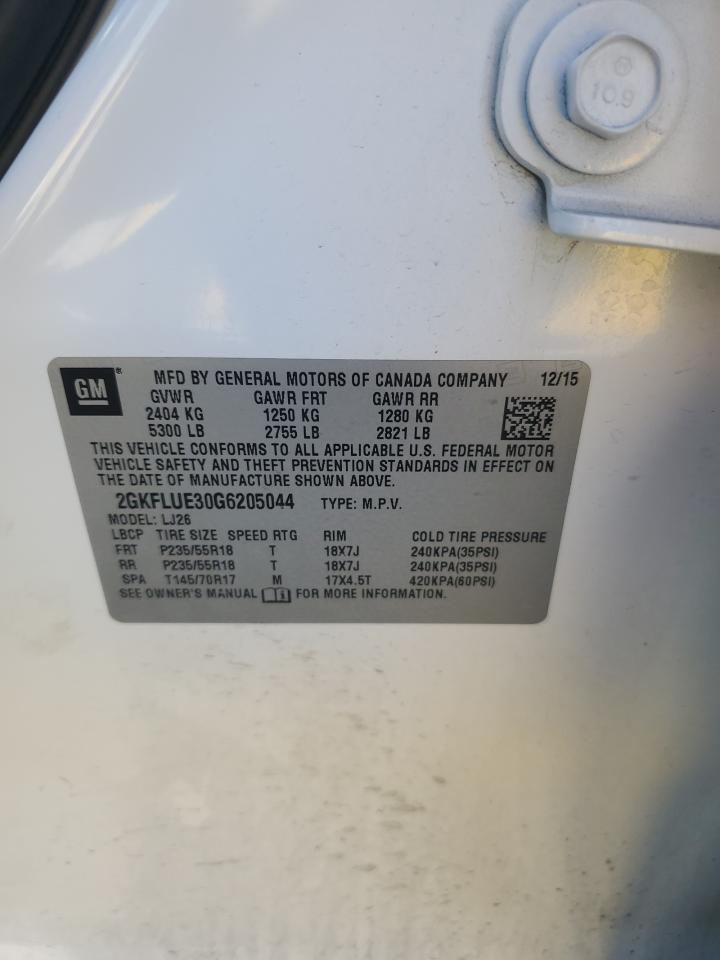 10.9
GM ® MFD BY GENERAL MOTORS OF CANADA COMPANY 12/15
GVWR GAWR FRT GAWR RR
2404 KG 1250 KG 1280 KG
5300 LB 2755 LB 2821 LB
THIS VEHICLE CONFORMS TO ALL APPLICABLE U.S. FEDERAL MOTOR
VEHICLE SAFETY AND THEFT PREVENTION STANDARDS IN EFFECT ON
THE DATE OF MANUFACTURE SHOWN ABOVE.
2GKFLUE30G6205044 TYPE: M.P.V.
MODEL: LJ26
LBCP TIRE SIZE SPEED RTG RIM COLD TIRE PRESSURE
FRT P235/55R18 T 18X7J 240KPA(35PSI)
RR P235/55R18 T 18X7J 240KPA(35PSI)
SPA T145/70R17 M 17X4.5T 420KPA(60PSI)
SEE OWNER'S MANUAL FOR MORE INFORMATION.